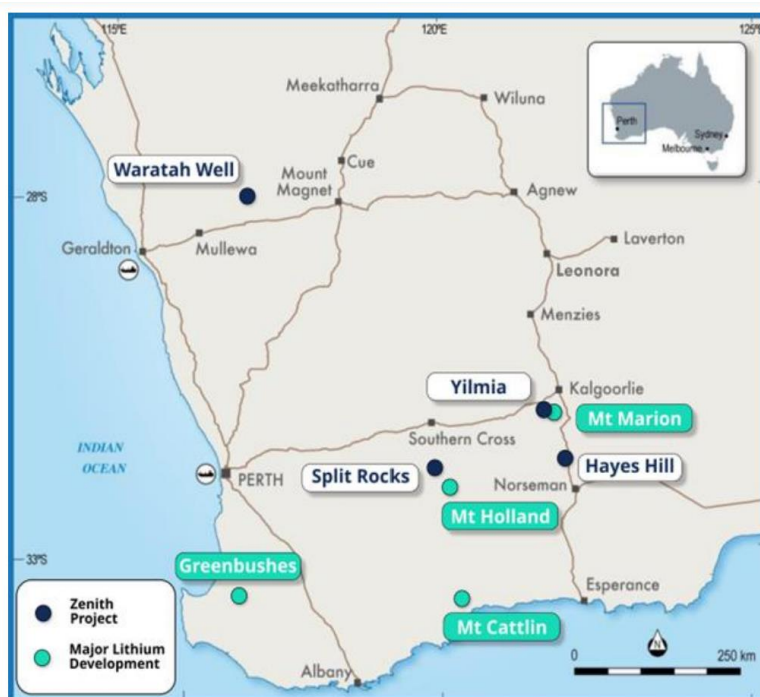 115°E
120°E
125°E
Meekatharra
Wiluna
Perth
Sydney
Melbourne
Waratah Well
Cue
Mount
Magnet
Agnew
28°S
Geraldton
Mullewa
Laverton
Leonora
Menzies
Yilmia
Kalgoorlie
Mt Marion
Southern Cross
INDIAN
OCEAN
PERTH
Split Rocks
Hayes Hill
Norseman
Mt Holland
33°S
Greenbushes
Esperance
Mt Cattlin
Albany
Zenith
Project
Major Lithium
Development
N
0
250 km